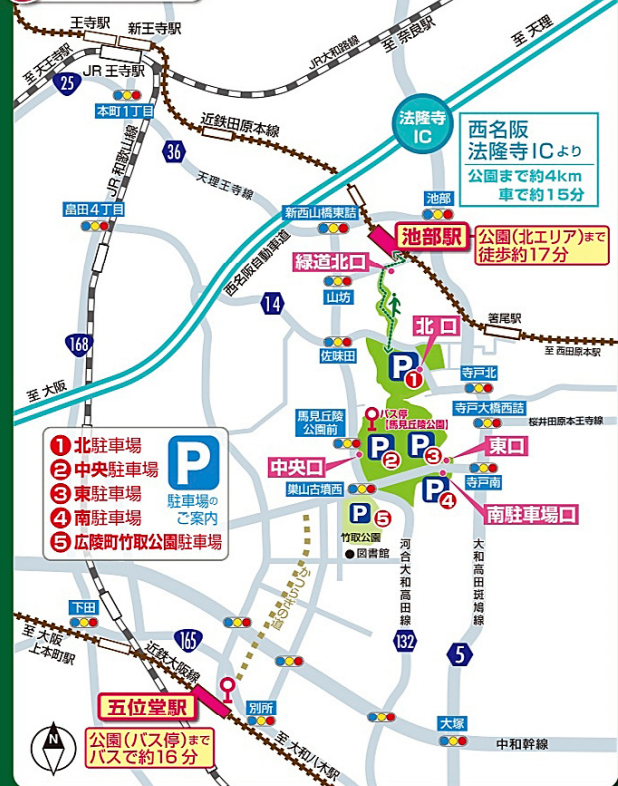 王寺駅
新王寺駅
至 天王寺駅
JR 王寺駅
JR大和路線
至 奈良駅
至 天理
25
本町1丁目
近鉄田原本線
法隆寺
IC
西名阪
法隆寺ICより
公園まで約4km
車で約15分
JR和歌山線
36
天理王寺線
畠田4丁目
新西山橋東詰
池部
池部駅
公園(北エリア)まで
徒歩約17分
緑道北口
西名阪自動車道
山坊
14
北口
箸尾駅
至 西田原本駅
168
佐味田
P
1
寺戸北
至 大阪
バス停
【馬見丘陵公園】
寺戸大橋西詰
桜井田原本王寺線
馬見丘陵
公園前
P
2
P
3
東口
中央口
寺戸南
巣山古墳西
P
4
南駐車場口
1 北駐車場
2 中央駐車場
3 東駐車場
4 南駐車場
5 広陵町竹取公園駐車場
P
駐車場の
ご案内
P
5
竹取公園
図書館
かつらぎの道
河合大和高田線
大和高田斑鳩線
下田
165
132
5
至 大阪
上本町駅
近鉄大阪線
五位堂駅
別所
大塚
公園(バス停)まで
バスで約16分
至 大和八木駅
中和幹線
N